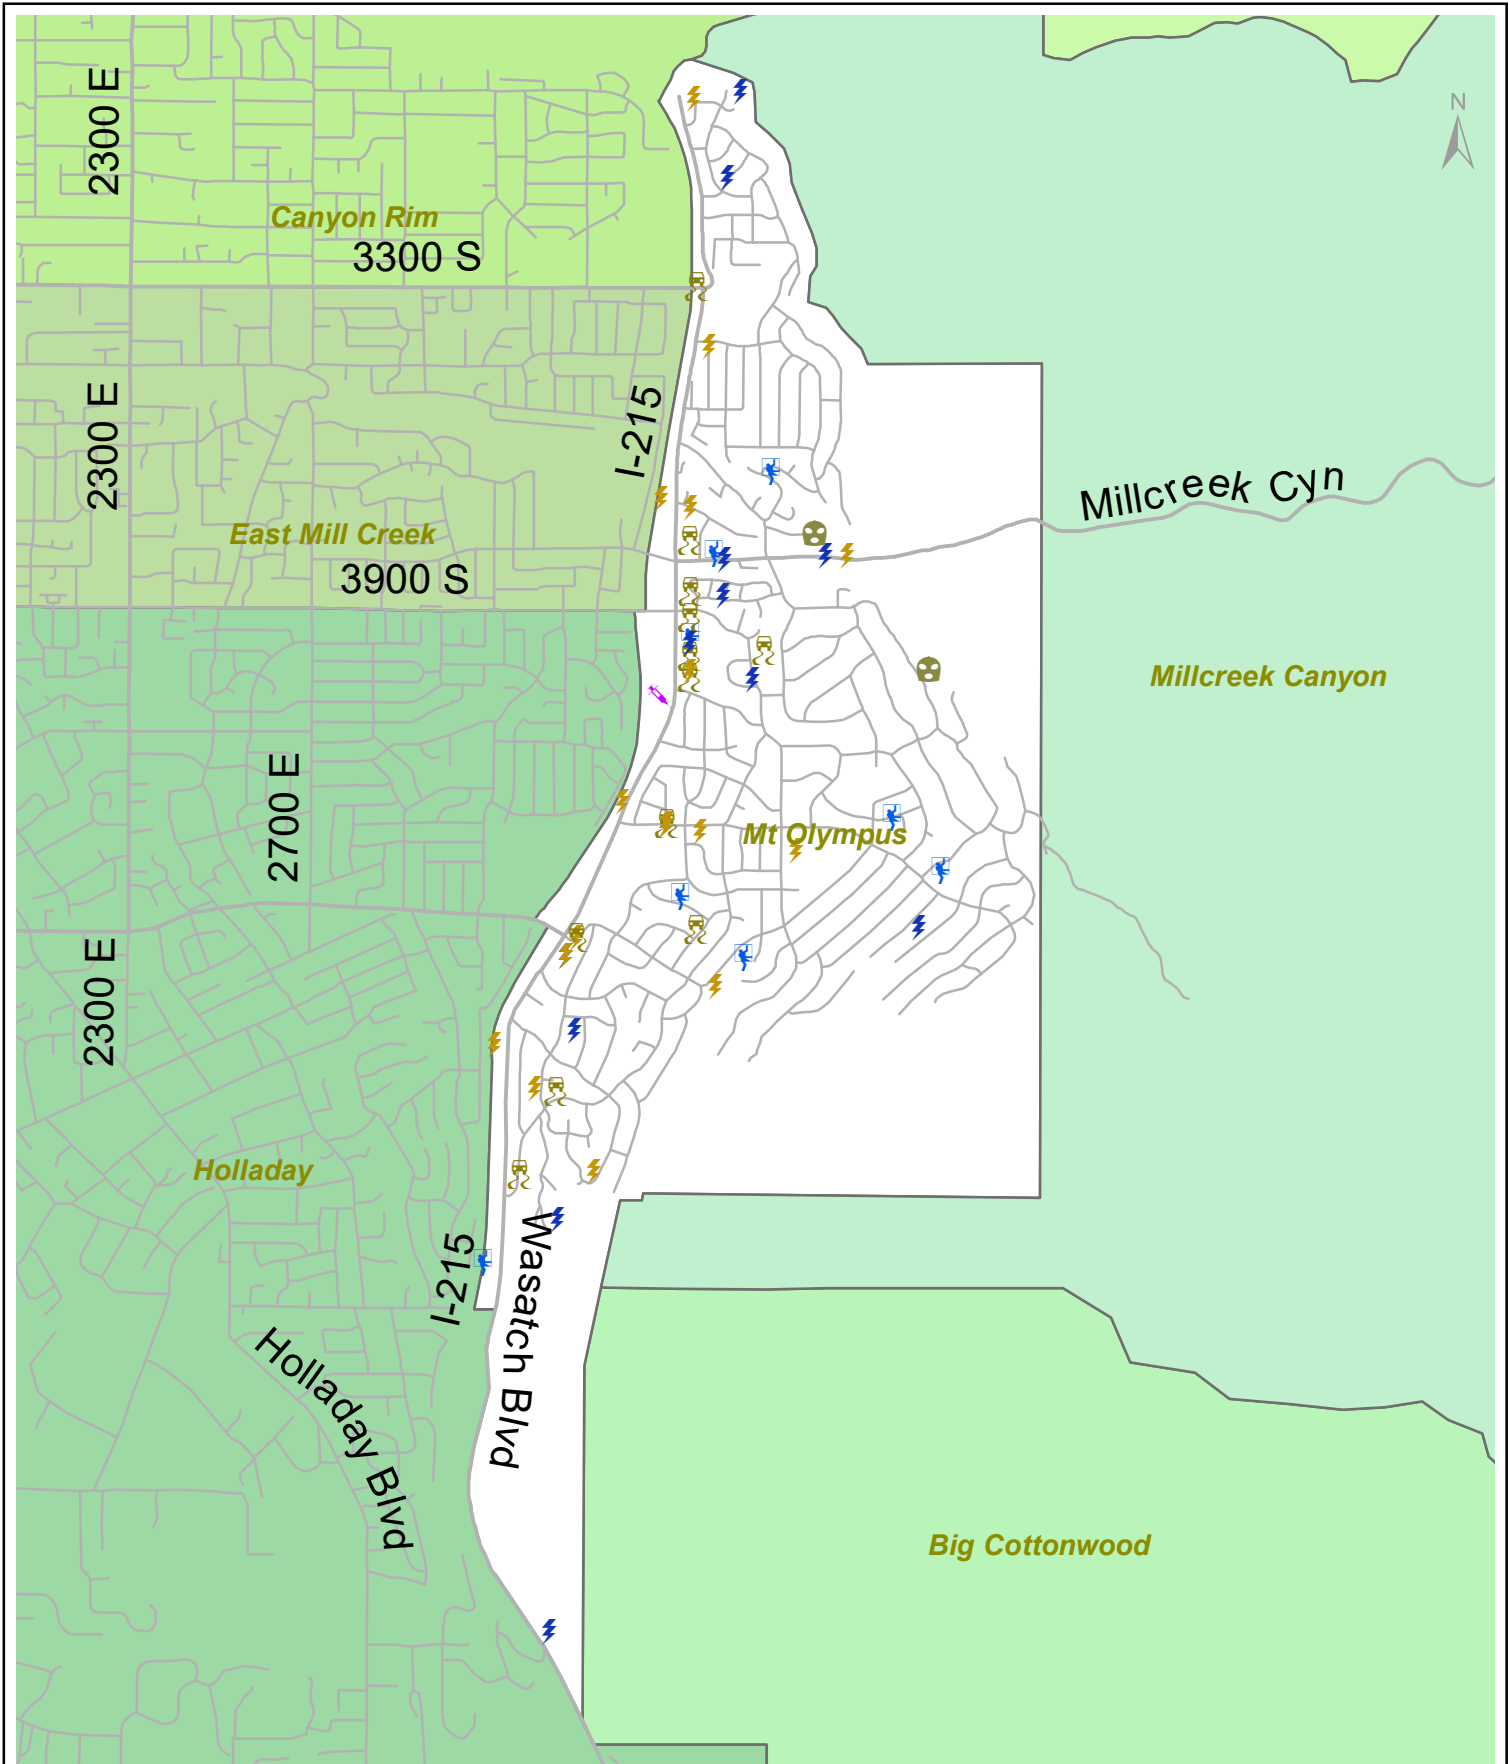 N
2300 E
Canyon Rim
3300 S
I-215
2300 E
Millcreek Cyn
East Mill Creek
3900 S
Millcreek Canyon
2700 E
Mt Olympus
2300 E
Holladay
I-215
Wasatch Blvd
Holladay Blvd
Big Cottonwood